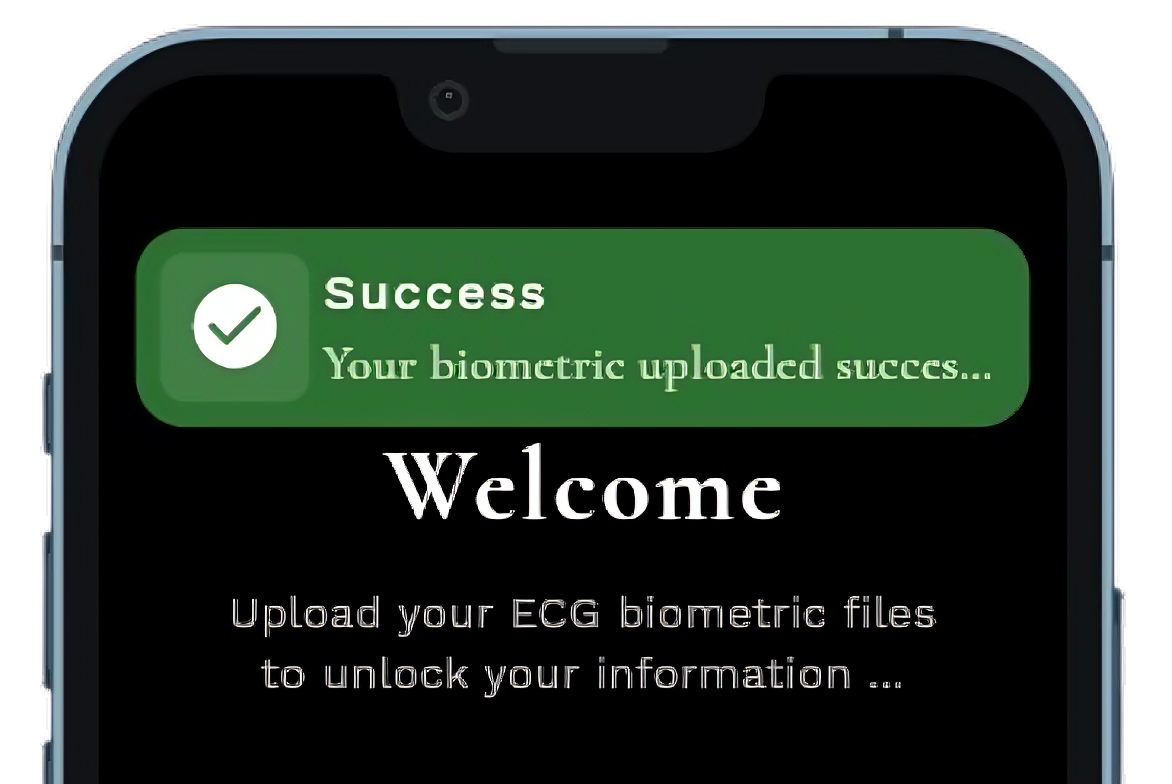 Success
Your biometric uploaded succes...
Welcome
Upload your ECG biometric files
to unlock your information ...